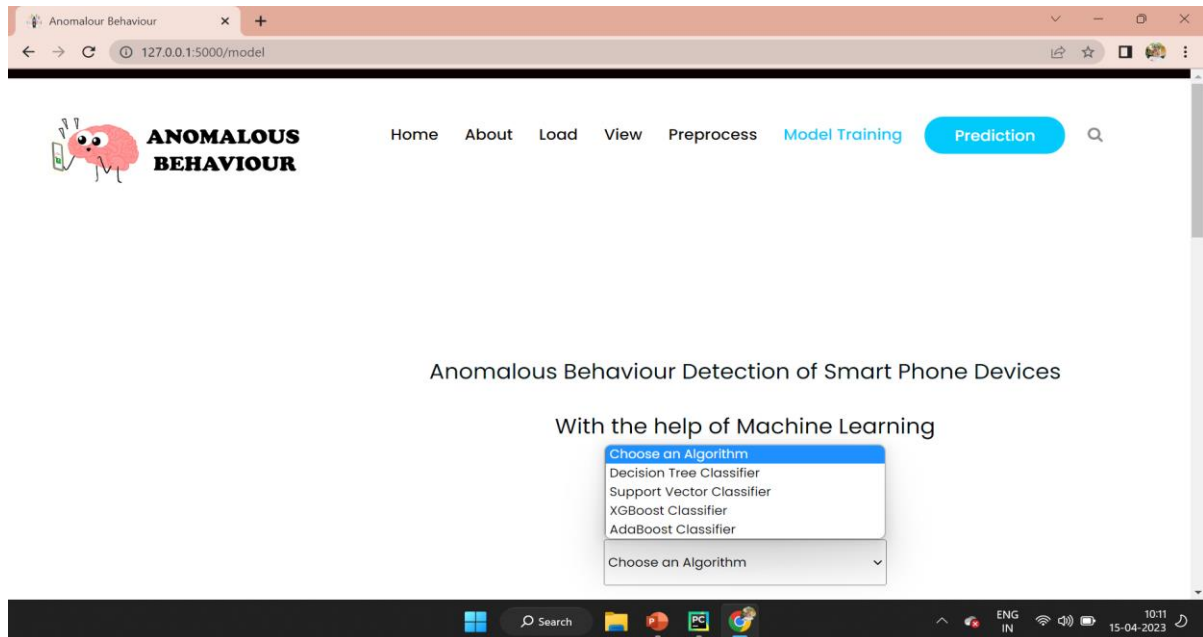 Anomalour Behaviour
127.0.0.1:5000/model
ANOMALOUS
BEHAVIOUR
Home About Load View Preprocess Model Training Prediction
Anomalous Behaviour Detection of Smart Phone Devices
With the help of Machine Learning
Choose an Algorithm
Decision Tree Classifier
Support Vector Classifier
XGBoost Classifier
AdaBoost Classifier
Choose an Algorithm
Search
PC
ENG
IN
10:11
15-04-2023